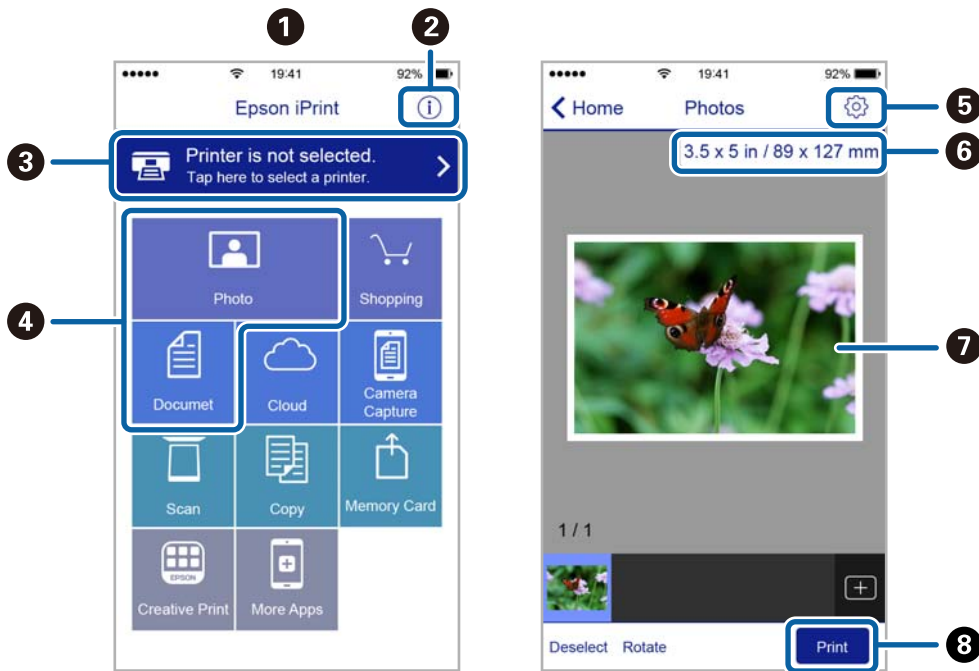 1
2
19:41
92%
Epson iPrint
i
3
Printer is not selected.
Tap here to select a printer.
4
Photo
Shopping
Documet
Cloud
Camera
Capture
Scan
Copy
Memory Card
EPSON
Creative Print
More Apps
19:41
92%
Home
Photos
5
3.5 x 5 in / 89 x 127 mm
6
7
1 / 1
Deselect
Rotate
Print
8